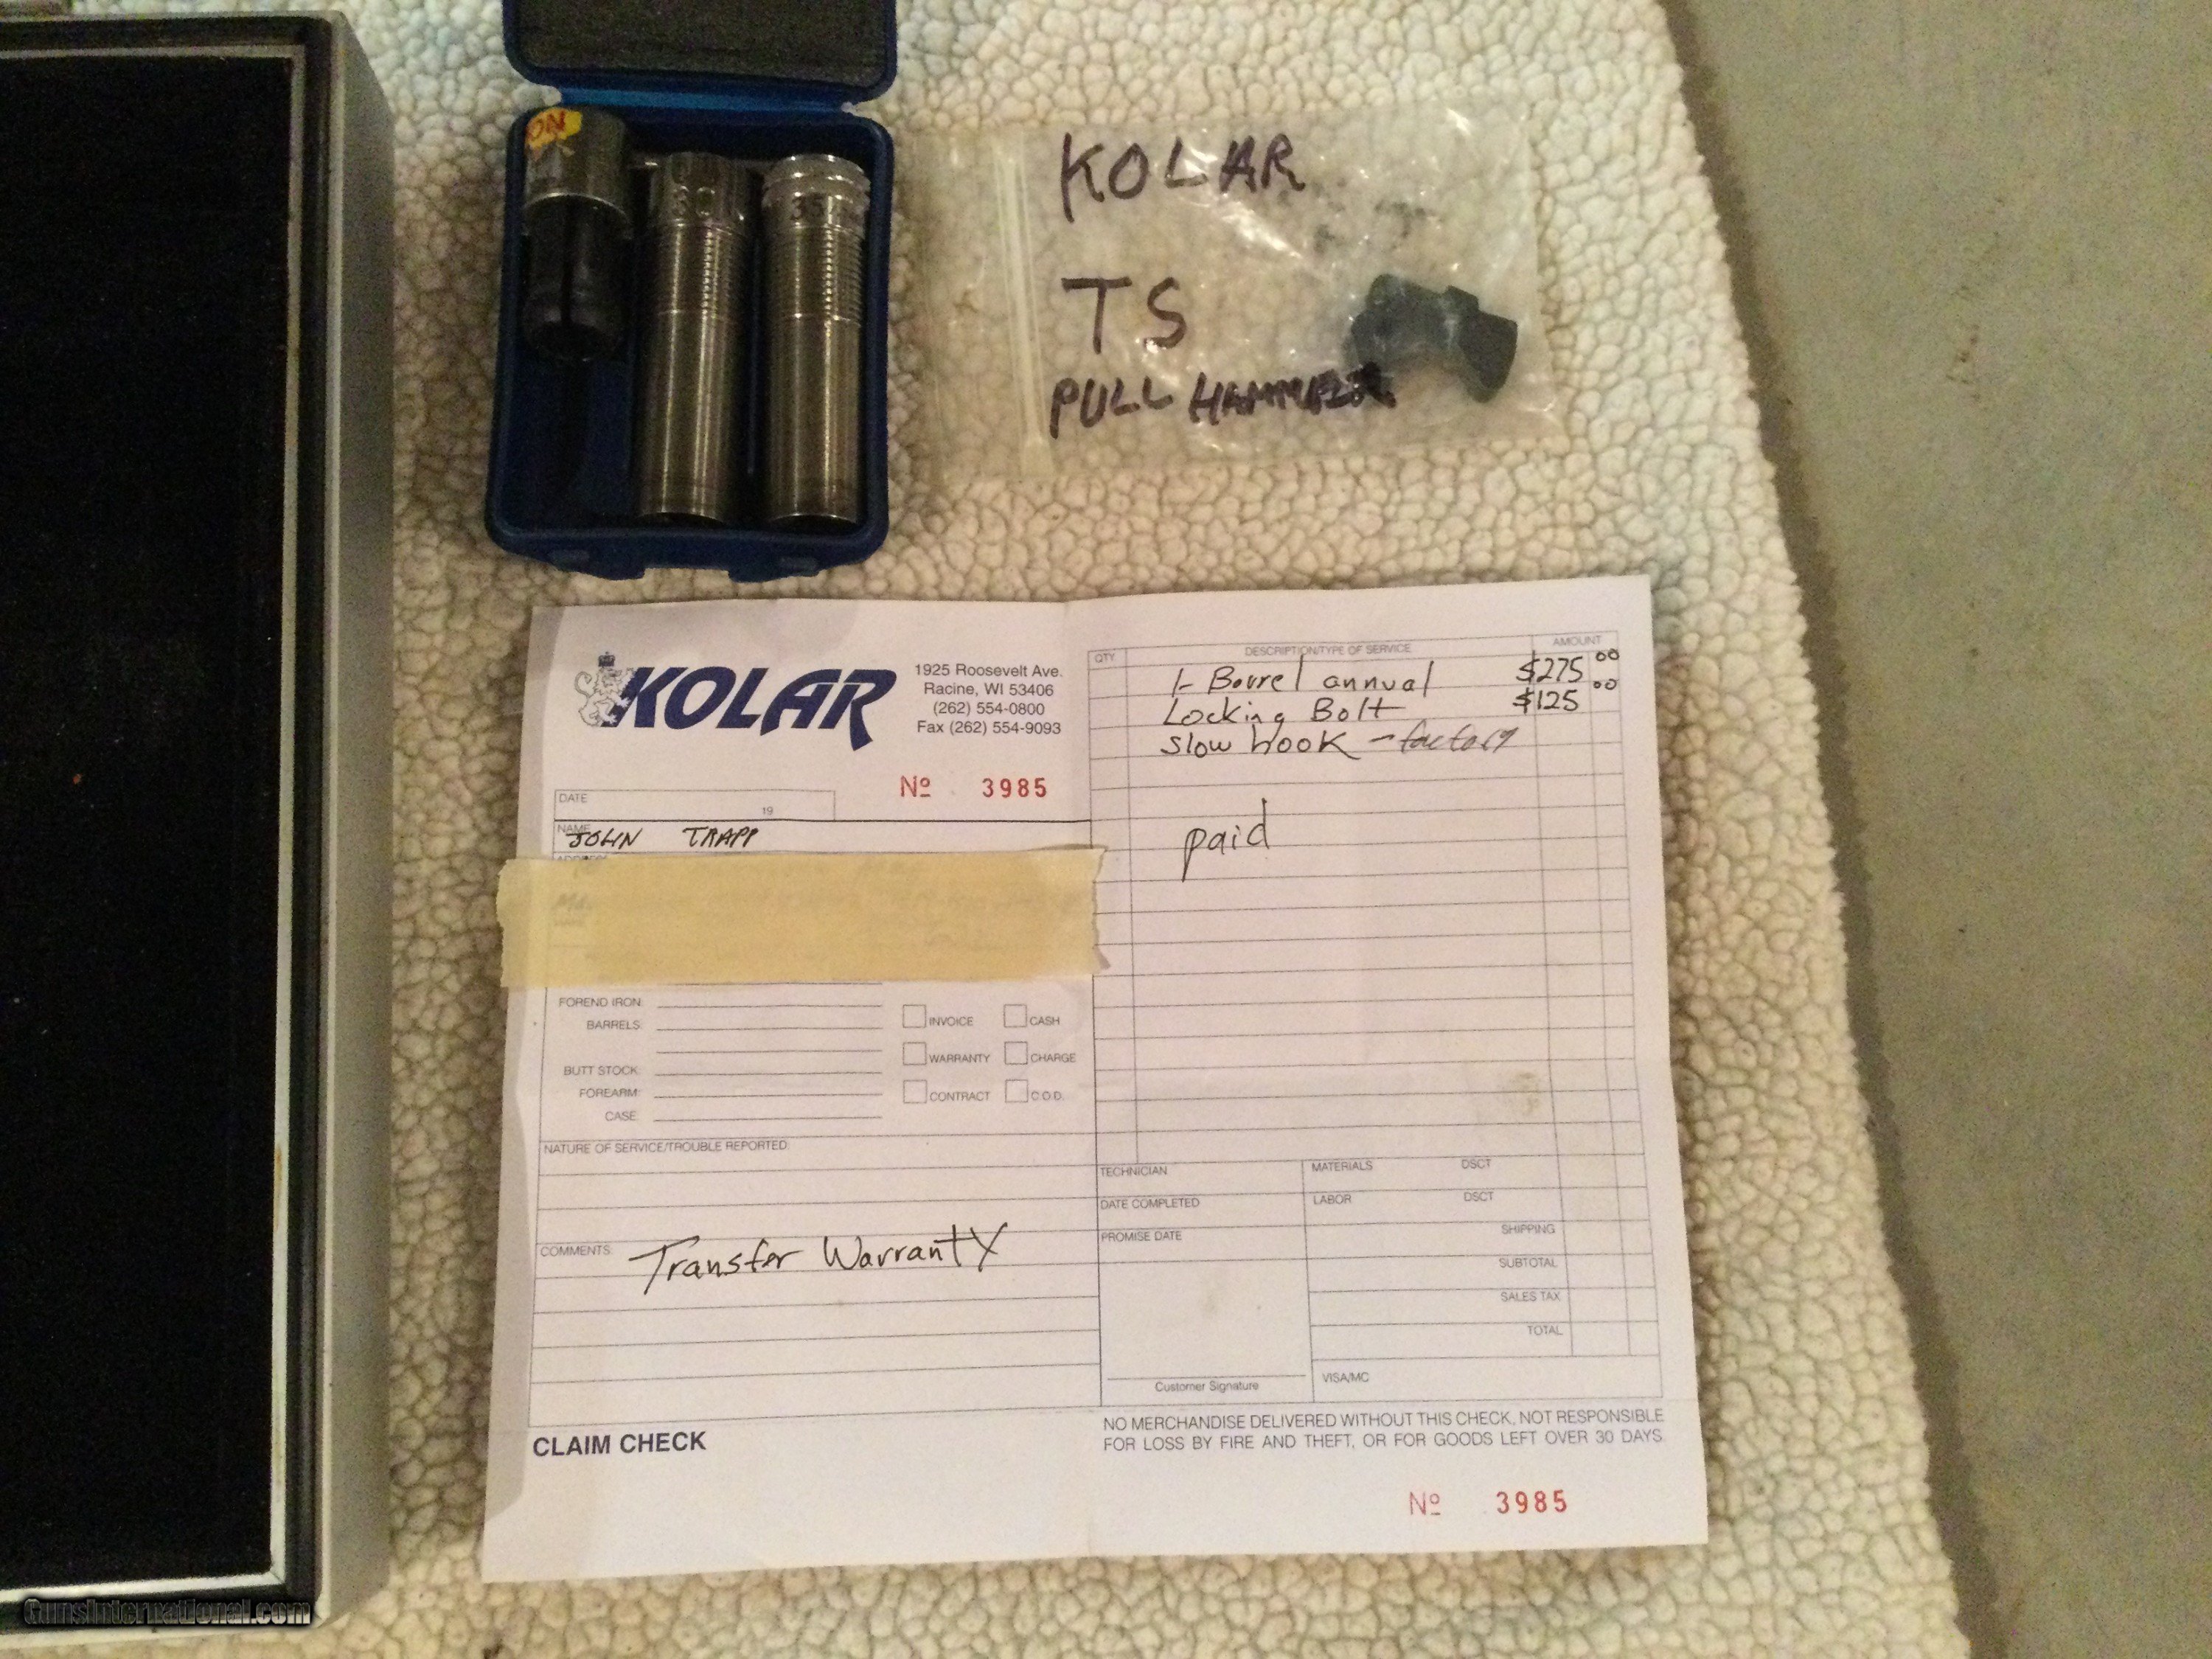 ON
30
KOLAR
TS
PULL HAMMER
KOLAR
1925 Roosevelt Ave.
Racine, WI 53406
(262) 554-0800
Fax (262) 554-9093
Nº 3985
DATE
19
NAME
JOHN TRAPP
ADDRESS
FOREND IRON:
BARRELS:
BUTT STOCK:
FOREARM:
CASE:
INVOICE CASH
WARRANTY CHARGE
CONTRACT C.O.D.
NATURE OF SERVICE/TROUBLE REPORTED:
COMMENTS: Transfer Warranty
QTY DESCRIPTION/TYPE OF SERVICE AMOUNT
1- Barrel annual $275 00
Locking Bolt $125 00
Slow hook - factory
paid
TECHNICIAN MATERIALS DSCT
DATE COMPLETED LABOR DSCT
PROMISE DATE SHIPPING
SUBTOTAL
SALES TAX
TOTAL
Customer Signature VISA/MC
CLAIM CHECK
NO MERCHANDISE DELIVERED WITHOUT THIS CHECK, NOT RESPONSIBLE
FOR LOSS BY FIRE AND THEFT, OR FOR GOODS LEFT OVER 30 DAYS.
Nº 3985
GunsInternational.com